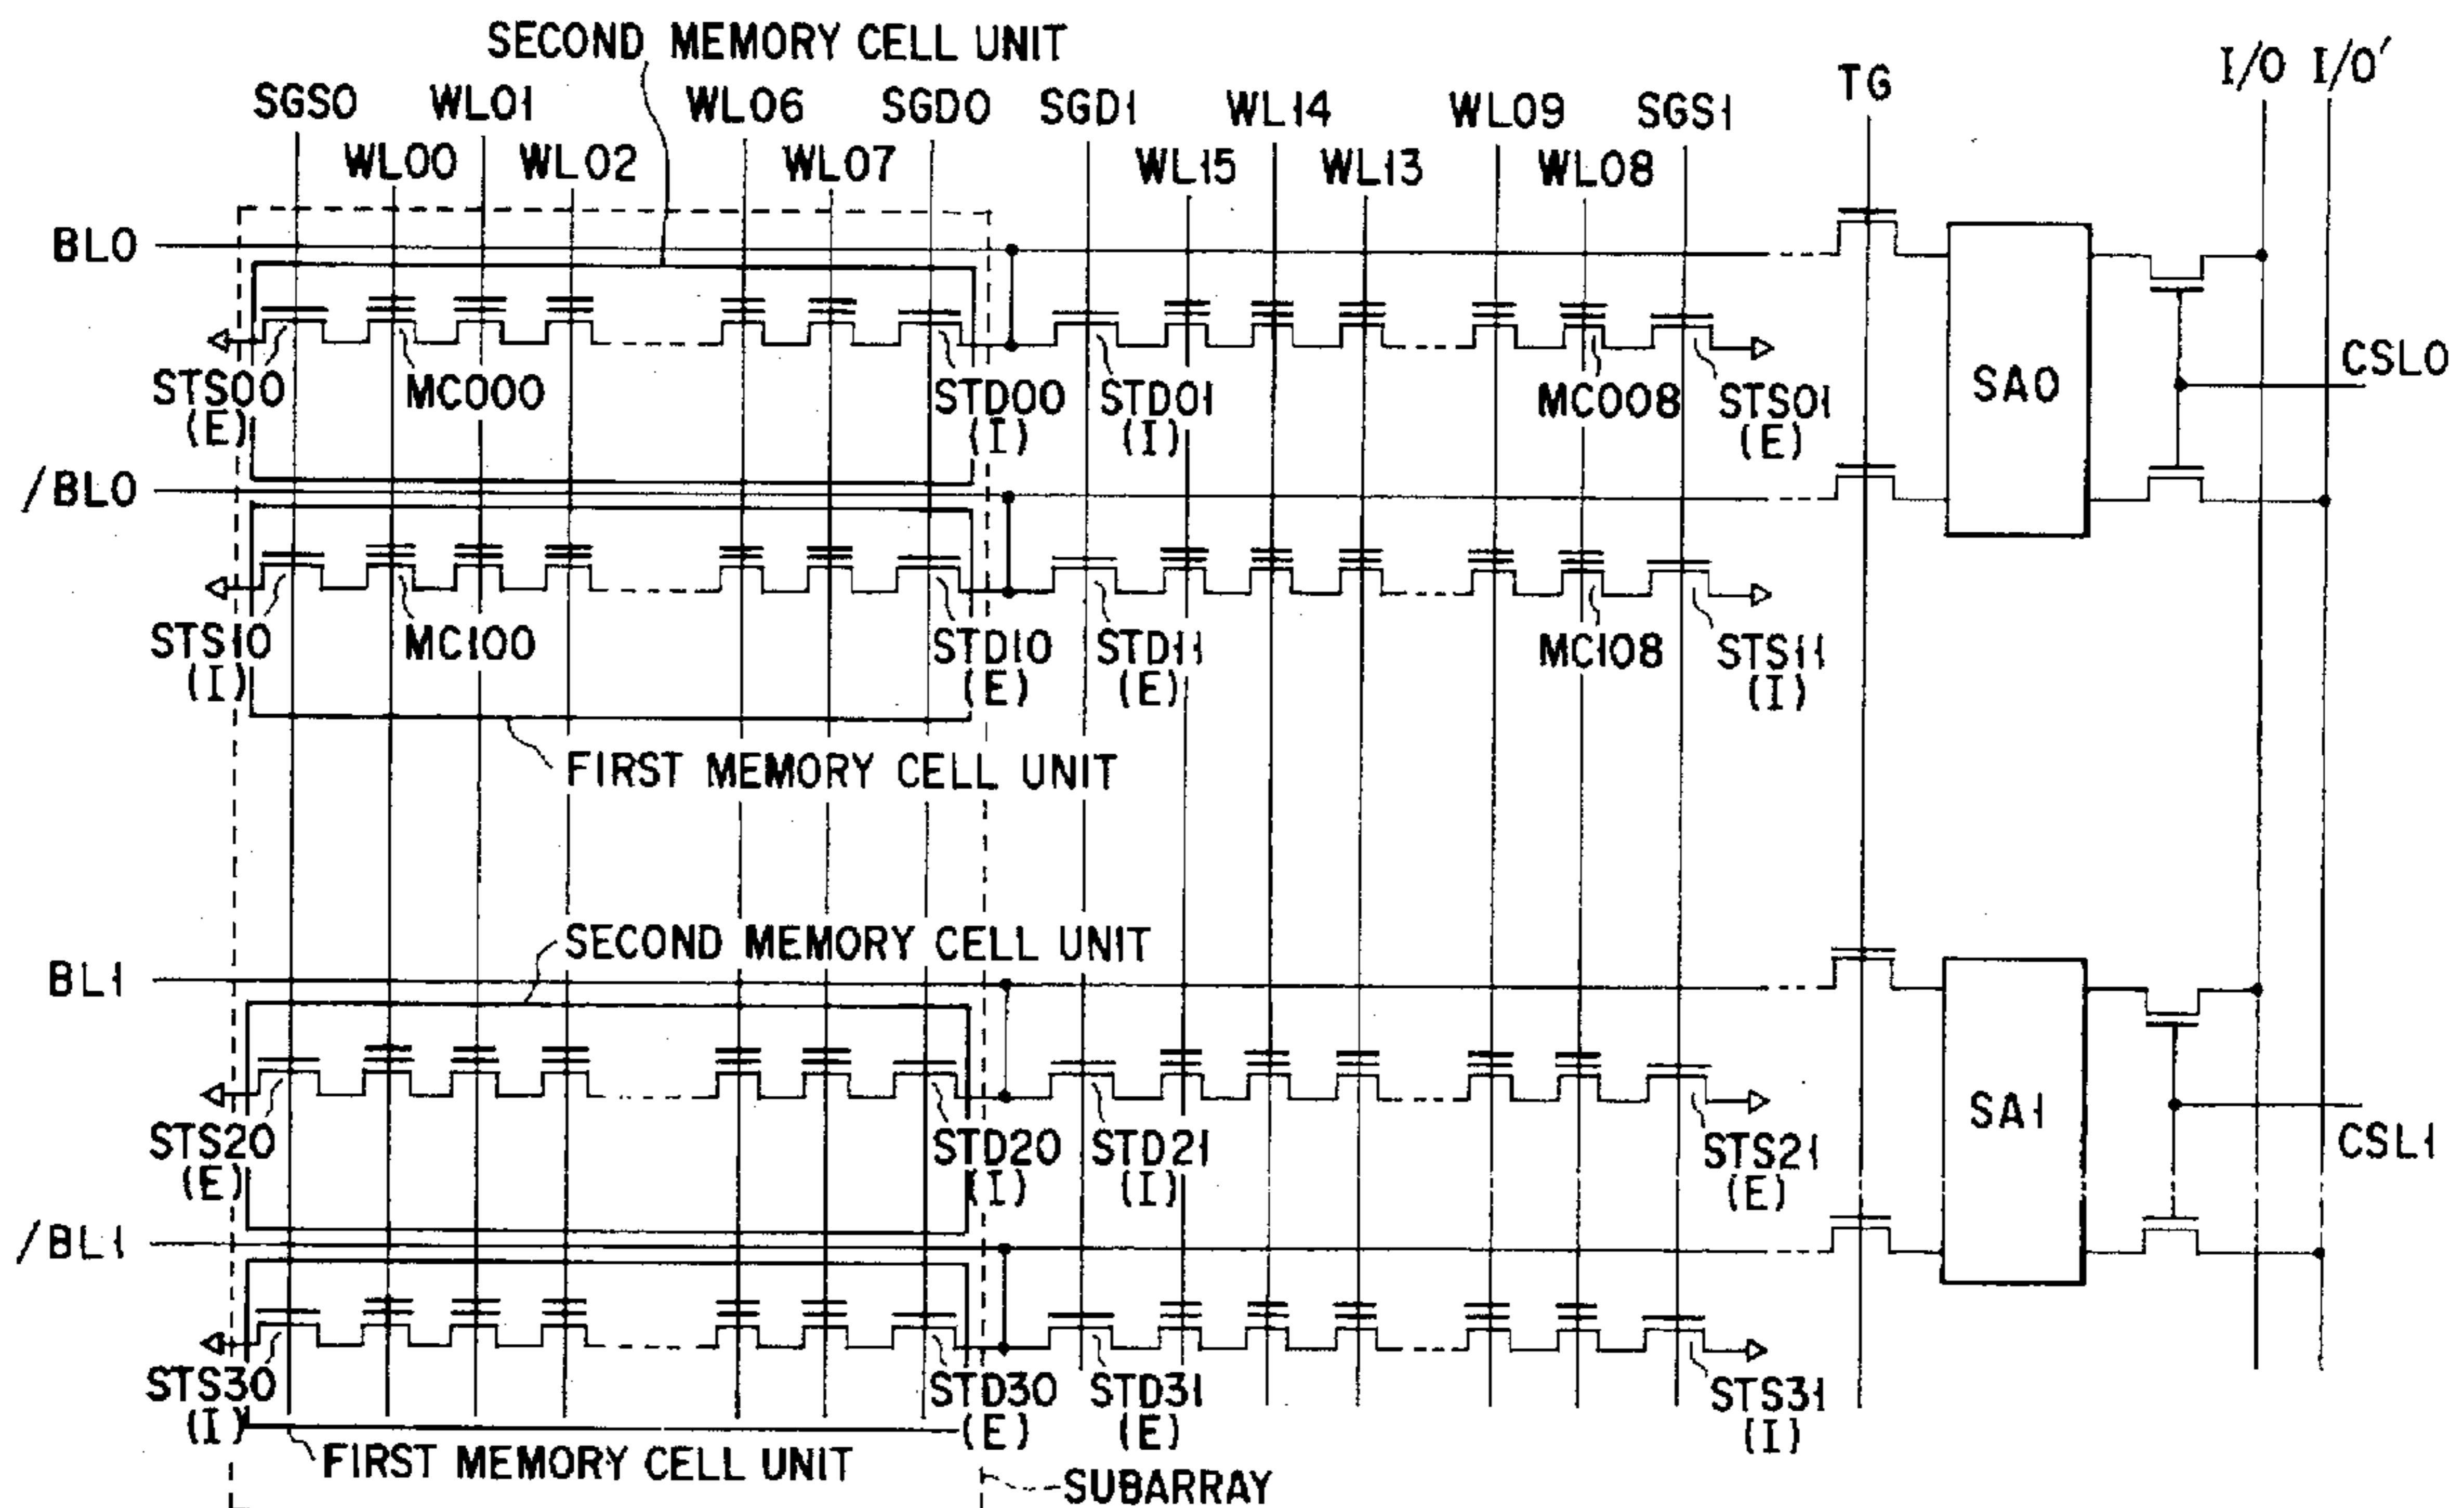 SECOND MEMORY CELL UNIT
I/O I/O'
TG
SGS0 WL01 WL06 SGD0 SGD1 WL14 WL09 SGS1
WL00 WL02 WL07 WL15 WL13 WL08
BL0
CSL0
SA0
STS00 MC000 STD00 STD01 MC008 STS01
(E) (I) (I) (E)
/BL0
STS10 MC100 STD10 STD11 MC108 STS11
(I) (E) (E) (I)
FIRST MEMORY CELL UNIT
SECOND MEMORY CELL UNIT
BL1
SA1
CSL1
STS20 STD20 STD21 STS21
(E) (I) (I) (E)
/BL1
STS30 STD30 STD31 STS31
(I) (E) (E) (I)
FIRST MEMORY CELL UNIT
SUBARRAY